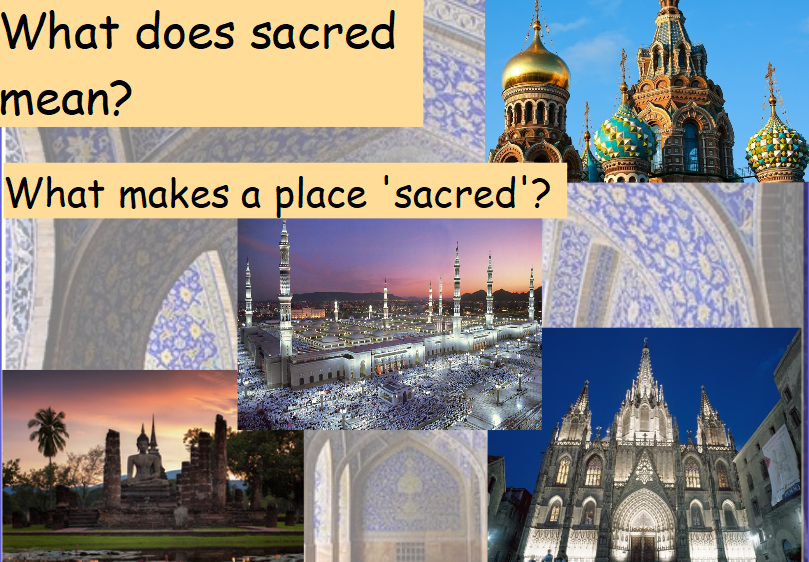 What does sacred
mean?
What makes a place 'sacred'?